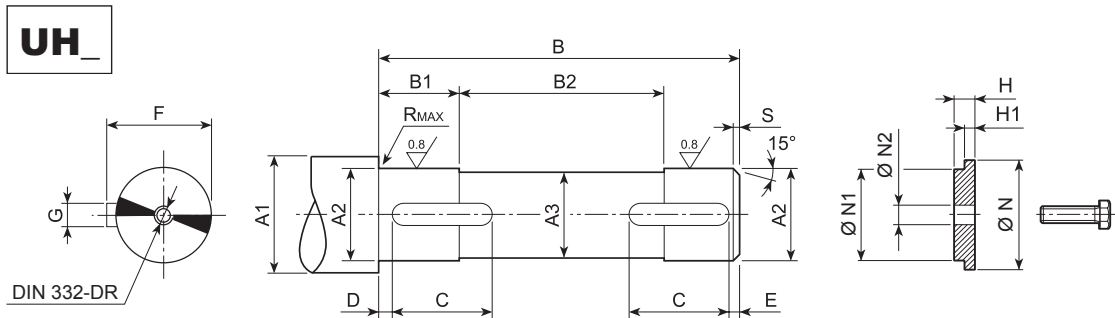 UH_
B
B1
B2
F
RMAX
0.8
0.8
S
15°
H
H1
G
A1
A2
A3
A2
Ø N1
Ø N2
Ø N
DIN 332-DR
D
C
C
E